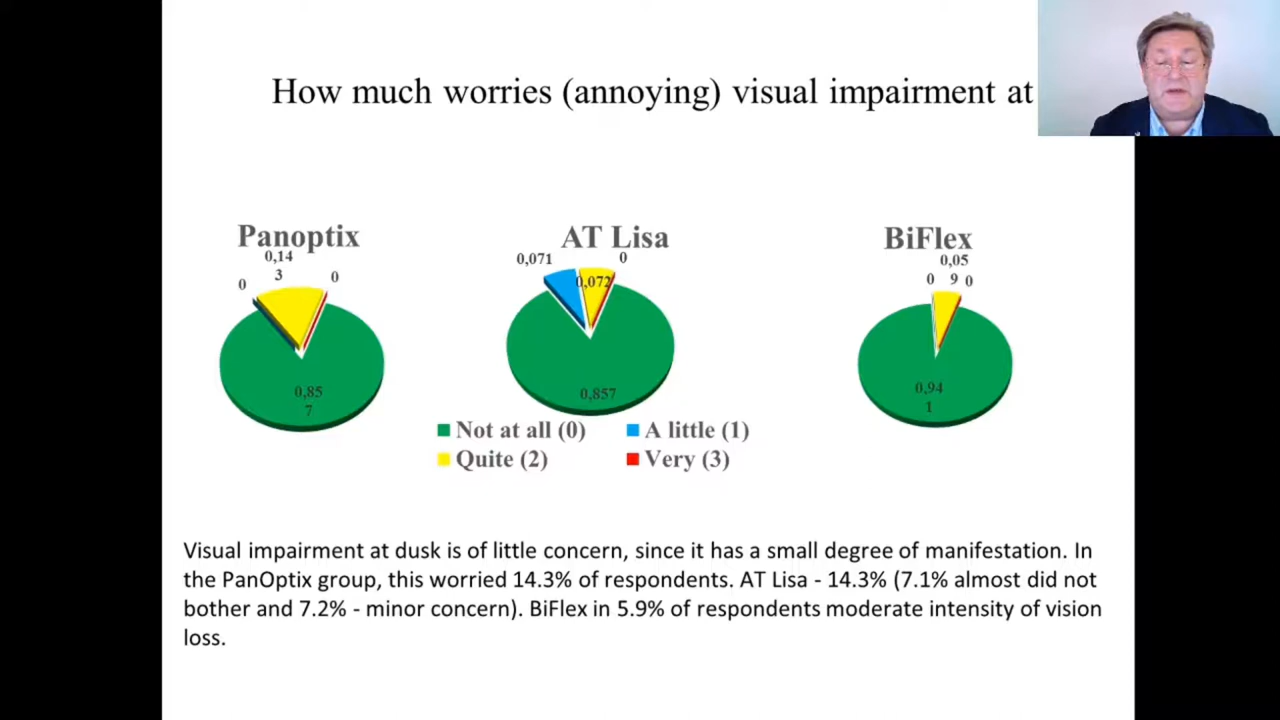 How much worries (annoying) visual impairment at
Panoptix
0,14
3
0
0
0,85
7
AT Lisa
0,071
0
0,072
0,857
BiFlex
0,05
9
0
0
0,94
1
Not at all (0)
A little (1)
Quite (2)
Very (3)
Visual impairment at dusk is of little concern, since it has a small degree of manifestation. In
the PanOptix group, this worried 14.3% of respondents. AT Lisa - 14.3% (7.1% almost did not
bother and 7.2% - minor concern). BiFlex in 5.9% of respondents moderate intensity of vision
loss.